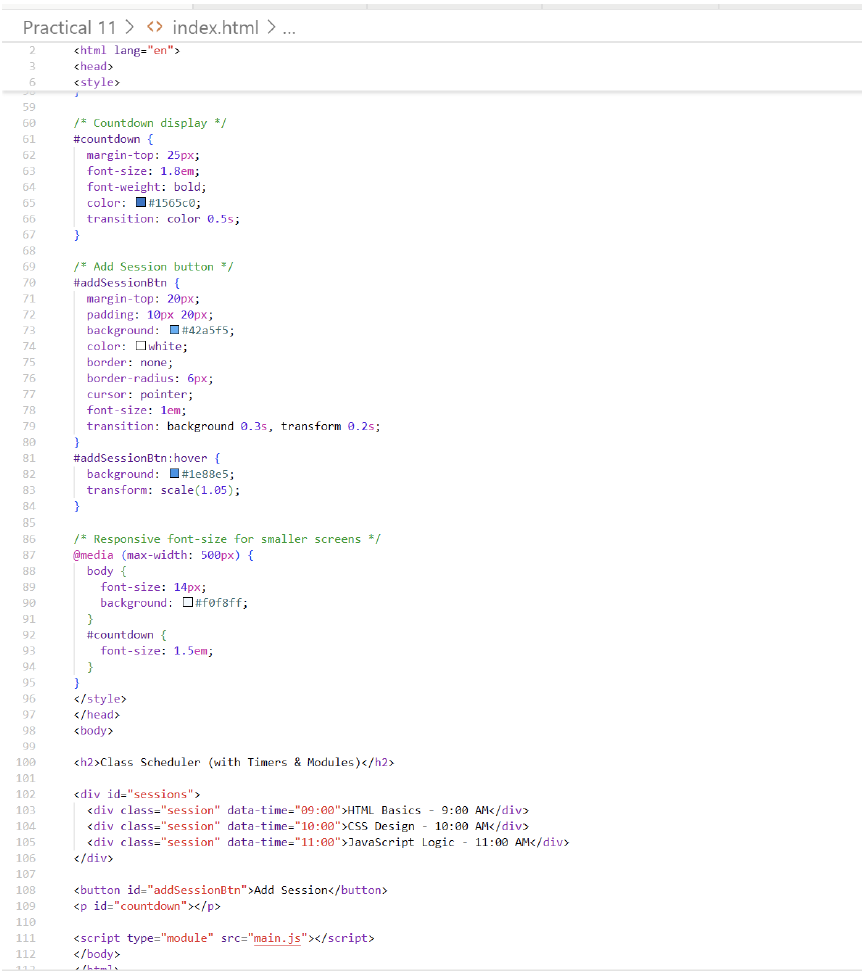 Practical 11 > <> index.html > ...
2 <html lang="en">
3 <head>
6 <style>
59
60 /* Countdown display */
61 #countdown {
62 margin-top: 25px;
63 font-size: 1.8em;
64 font-weight: bold;
65 color: #1565c0;
66 transition: color 0.5s;
67 }
68
69 /* Add Session button */
70 #addSessionBtn {
71 margin-top: 20px;
72 padding: 10px 20px;
73 background: #42a5f5;
74 color: white;
75 border: none;
76 border-radius: 6px;
77 cursor: pointer;
78 font-size: 1em;
79 transition: background 0.3s, transform 0.2s;
80 }
81 #addSessionBtn:hover {
82 background: #1e88e5;
83 transform: scale(1.05);
84 }
85
86 /* Responsive font-size for smaller screens */
87 @media (max-width: 500px) {
88 body {
89 font-size: 14px;
90 background: #f0f8ff;
91 }
92 #countdown {
93 font-size: 1.5em;
94 }
95 }
96 </style>
97 </head>
98 <body>
99
100 <h2>Class Scheduler (with Timers & Modules)</h2>
101
102 <div id="sessions">
103 <div class="session" data-time="09:00">HTML Basics - 9:00 AM</div>
104 <div class="session" data-time="10:00">CSS Design - 10:00 AM</div>
105 <div class="session" data-time="11:00">JavaScript Logic - 11:00 AM</div>
106 </div>
107
108 <button id="addSessionBtn">Add Session</button>
109 <p id="countdown"></p>
110
111 <script type="module" src="main.js"></script>
112 </body>